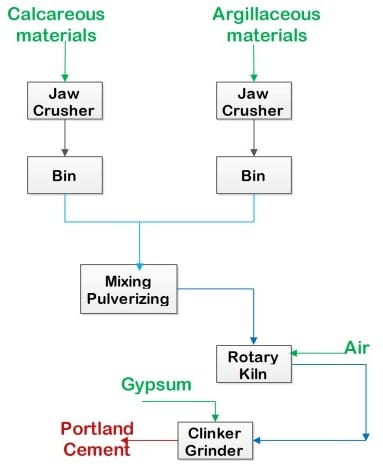 Calcareous
materials
Argillaceous
materials
Jaw
Crusher
Jaw
Crusher
Bin
Bin
Mixing
Pulverizing
Rotary
Kiln
Air
Gypsum
Portland
Cement
Clinker
Grinder